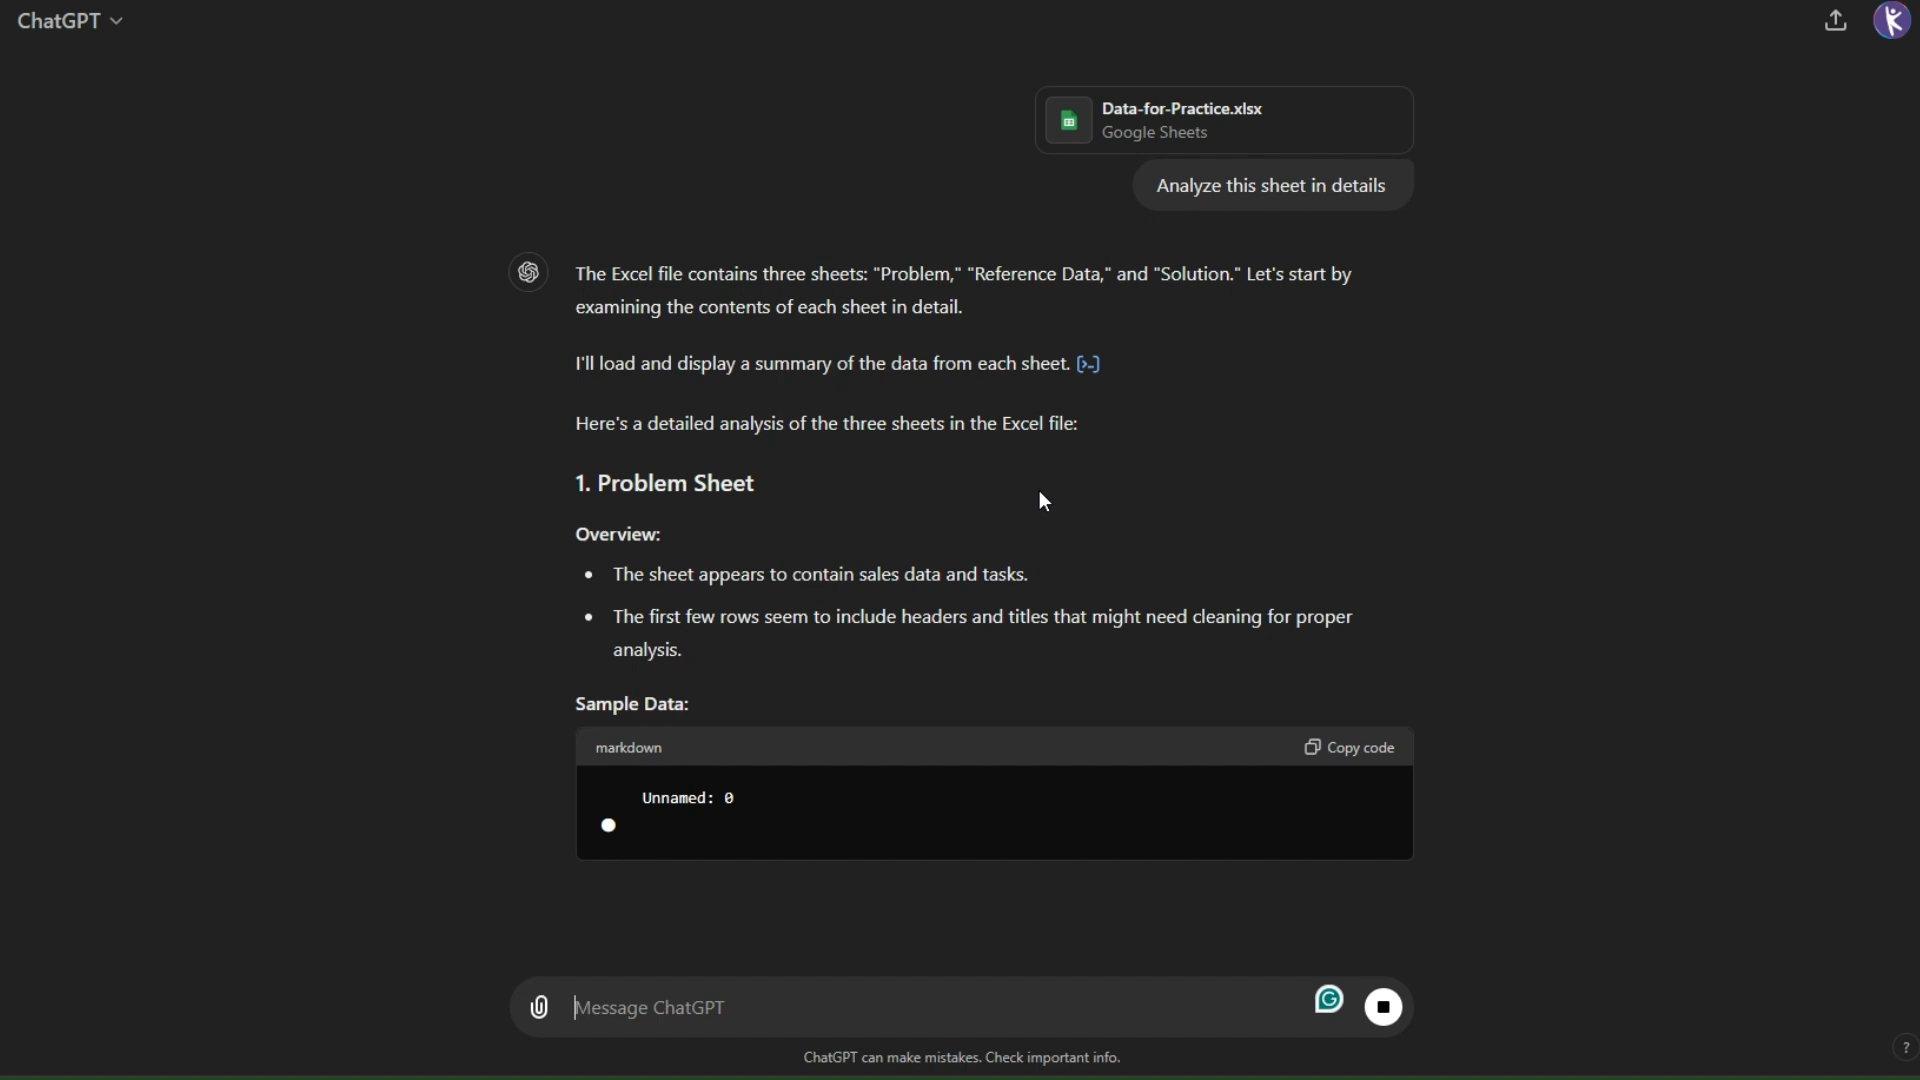 ChatGPT
Data-for-Practice.xlsx
Google Sheets
Analyze this sheet in details
The Excel file contains three sheets: "Problem," "Reference Data," and "Solution." Let's start by
examining the contents of each sheet in detail.
I'll load and display a summary of the data from each sheet. [>-]
Here's a detailed analysis of the three sheets in the Excel file:
1. Problem Sheet
Overview:
• The sheet appears to contain sales data and tasks.
• The first few rows seem to include headers and titles that might need cleaning for proper
analysis.
Sample Data:
markdown Copy code
Unnamed: 0
Message ChatGPT
ChatGPT can make mistakes. Check important info.
?